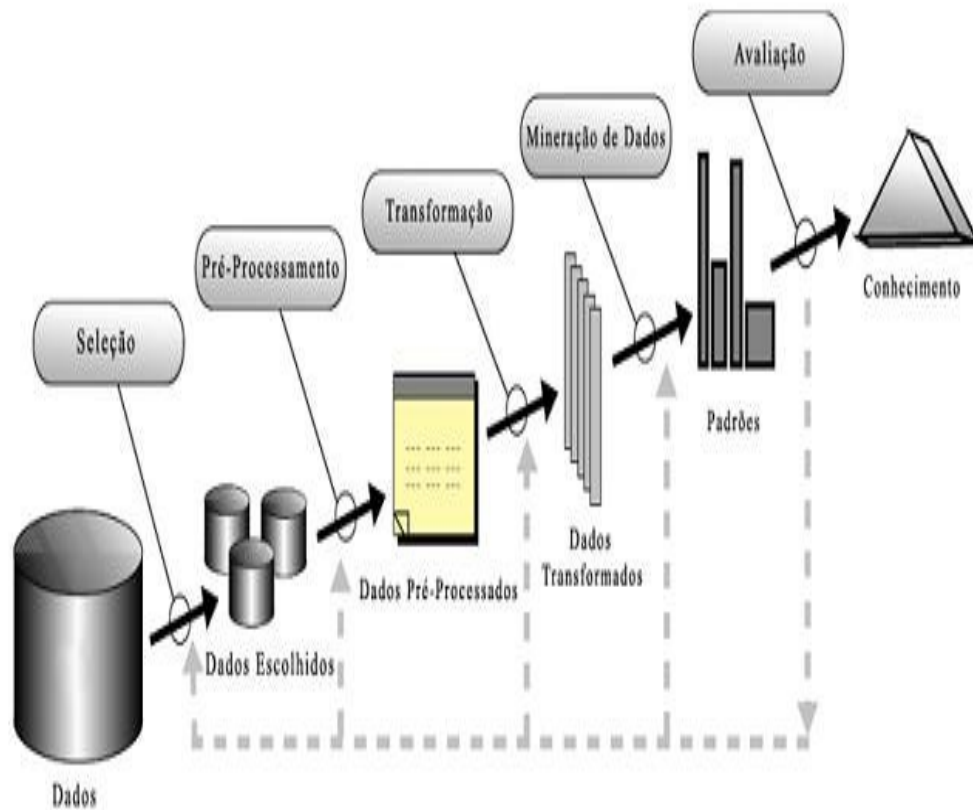 Avaliação
Mineração de Dados
Transformação
Pré-Processamento
Seleção
Conhecimento
Padrões
Dados
Transformados
Dados Pré-Processados
Dados Escolhidos
Dados